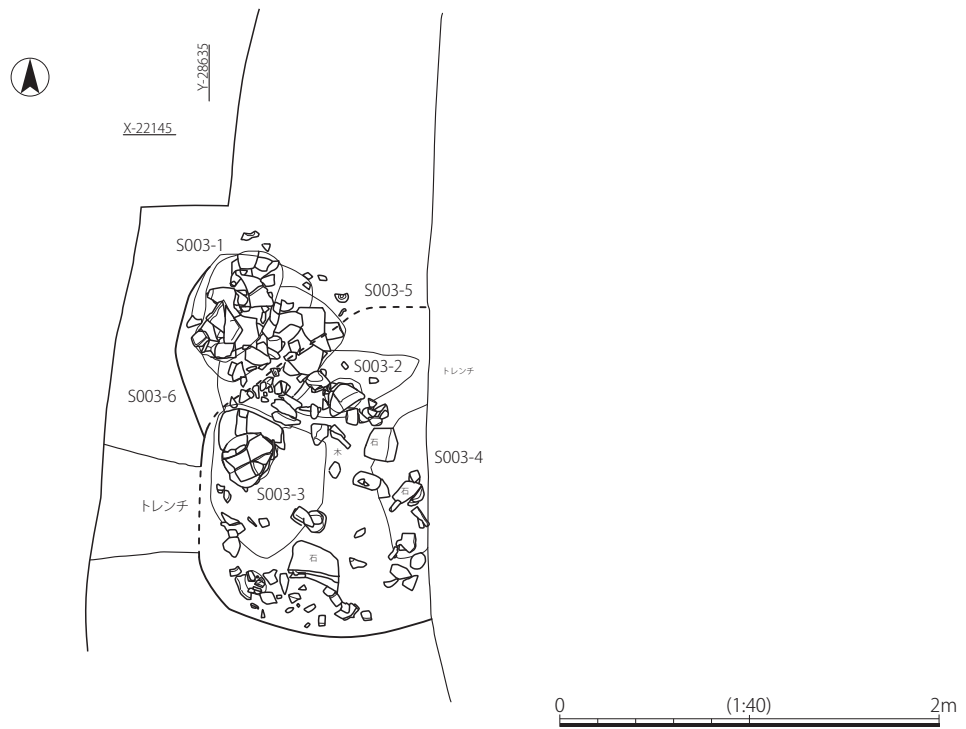 Y-28635
X-22145
S003-1
S003-5
S003-2
トレンチ
S003-6
石
木
S003-4
石
S003-3
トレンチ
石
0 (1:40) 2m